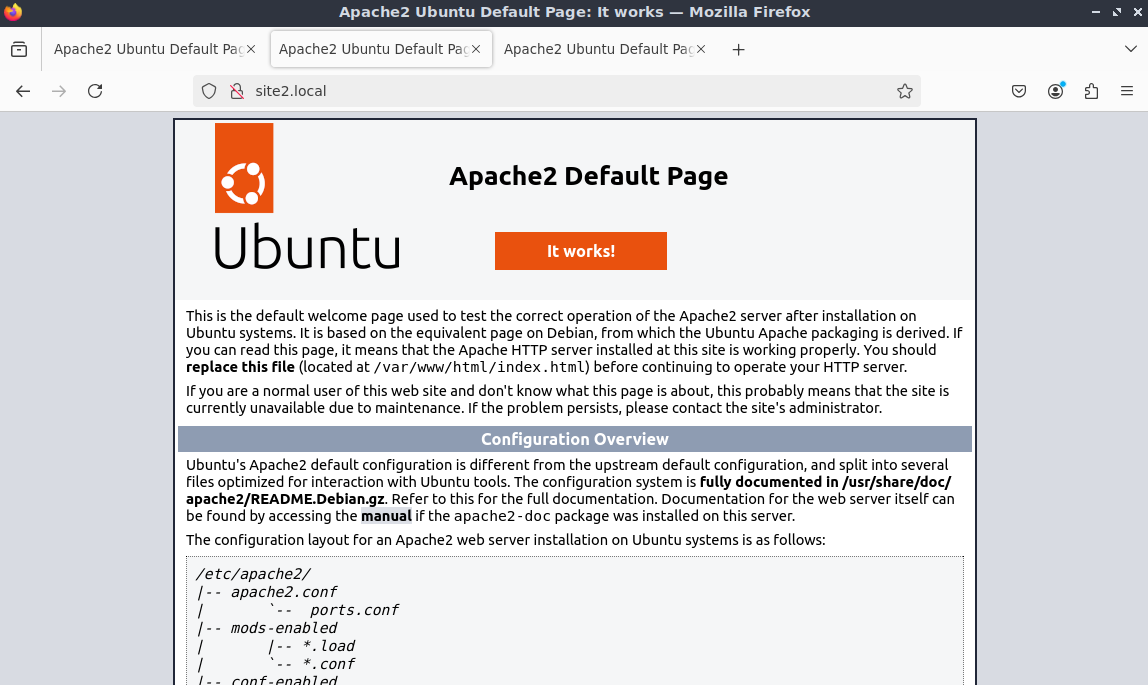 Apache2 Ubuntu Default Page: It works — Mozilla Firefox
Apache2 Ubuntu Default Pag
Apache2 Ubuntu Default Pag
Apache2 Ubuntu Default Pag
site2.local
Apache2 Default Page
Ubuntu
It works!
This is the default welcome page used to test the correct operation of the Apache2 server after installation on
Ubuntu systems. It is based on the equivalent page on Debian, from which the Ubuntu Apache packaging is derived. If
you can read this page, it means that the Apache HTTP server installed at this site is working properly. You should
replace this file (located at /var/www/html/index.html) before continuing to operate your HTTP server.
If you are a normal user of this web site and don't know what this page is about, this probably means that the site is
currently unavailable due to maintenance. If the problem persists, please contact the site's administrator.
Configuration Overview
Ubuntu's Apache2 default configuration is different from the upstream default configuration, and split into several
files optimized for interaction with Ubuntu tools. The configuration system is fully documented in /usr/share/doc/
apache2/README.Debian.gz. Refer to this for the full documentation. Documentation for the web server itself can
be found by accessing the manual if the apache2-doc package was installed on this server.
The configuration layout for an Apache2 web server installation on Ubuntu systems is as follows:
/etc/apache2/
|-- apache2.conf
|       `--  ports.conf
|-- mods-enabled
|       |-- *.load
|       `-- *.conf
|-- conf-enabled